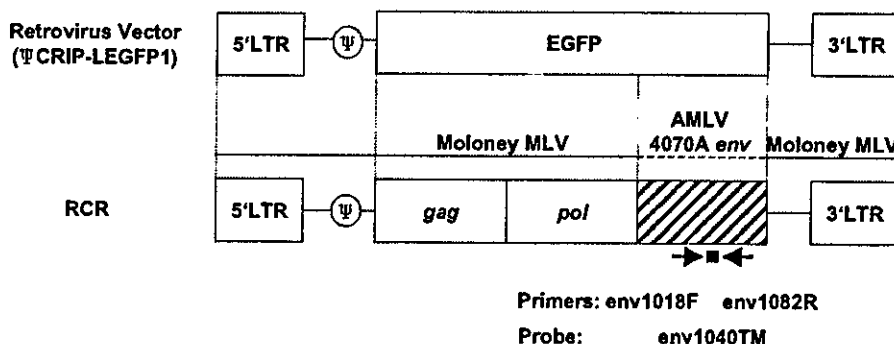 Retrovirus Vector
(ΨCRIP-LEGFP1)
5'LTR
Ψ
EGFP
3'LTR
AMLV
Moloney MLV
4070A env
Moloney MLV
RCR
5'LTR
Ψ
gag
pol
3'LTR
Primers: env1018F env1082R
Probe: env1040TM